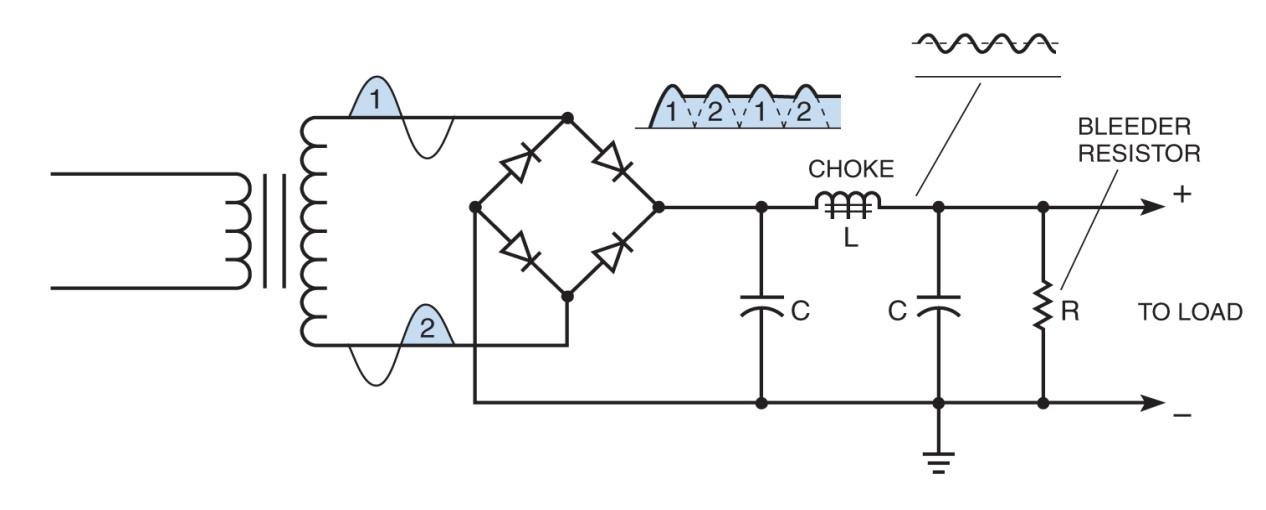 1
2
1 2 1 2
CHOKE
L
BLEEDER
RESISTOR
+
C
C
R
TO LOAD
−